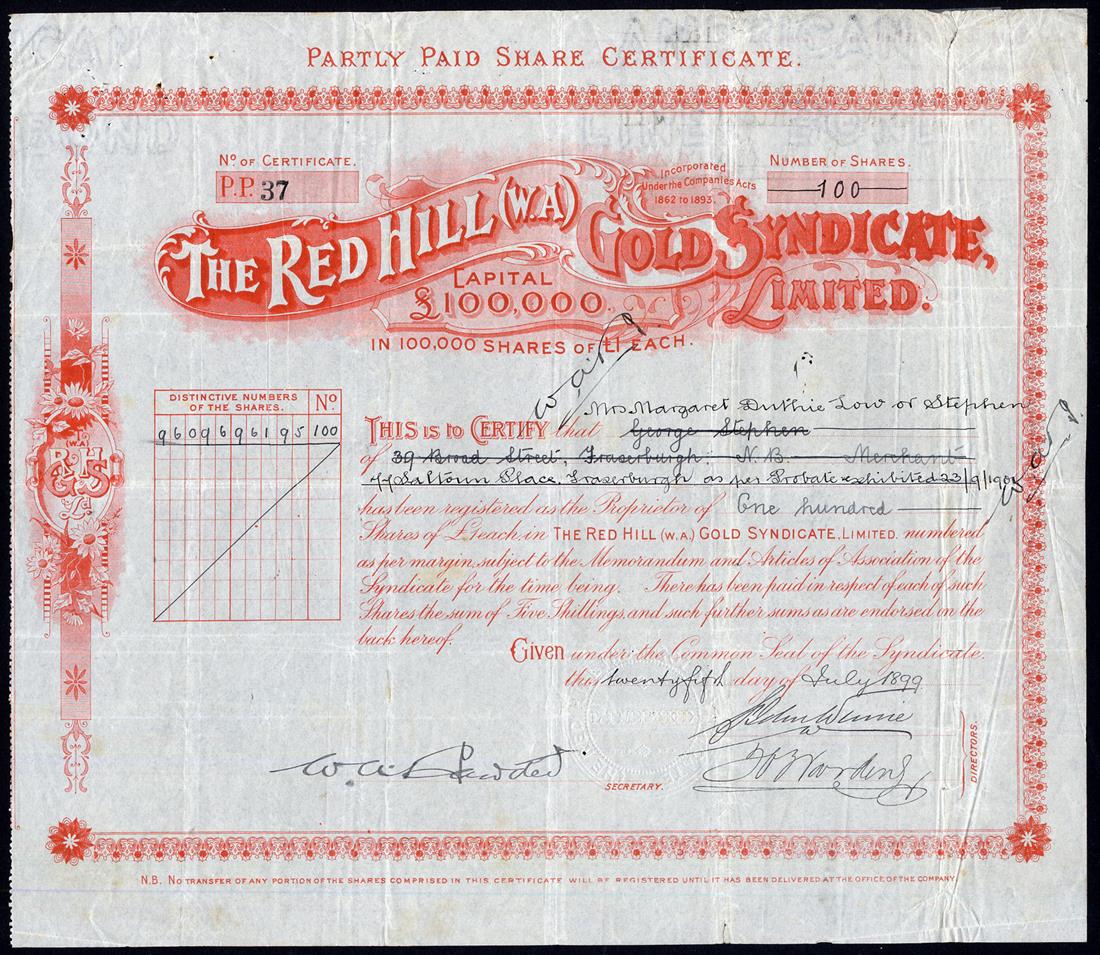 PARTLY PAID SHARE CERTIFICATE.
No OF CERTIFICATE.
P.P. 37
Incorporated
Under the Companies Acts
1862 to 1893.
NUMBER OF SHARES.
100
THE RED HILL (W.A) GOLD SYNDICATE,
LIMITED.
CAPITAL
£100,000.
IN 100,000 SHARES OF £1 EACH.
DISTINCTIVE NUMBERS
OF THE SHARES.
No
96096 96195 100
Mrs Margaret Duthie Low or Stephen
THIS IS TO CERTIFY that George Stephen
of 39 Broad Street, Fraserburgh. N.B. Merchant
Saltoun Place, Fraserburgh as per Probate exhibited 23/9/
has been registered as the Proprietor of One hundred
Shares of £1 each, in THE RED HILL (W.A.) GOLD SYNDICATE, LIMITED. numbered
as per margin, subject to the Memorandum and Articles of Association of the
Syndicate for the time being. There has been paid in respect of each of such
Shares the sum of Five Shillings, and such further sums as are endorsed on the
back hereof.
Given under the Common Seal of the Syndicate.
this twentyfifth day of July 1899
DIRECTORS.
SECRETARY.
N.B. NO TRANSFER OF ANY PORTION OF THE SHARES COMPRISED IN THIS CERTIFICATE WILL BE REGISTERED UNTIL IT HAS BEEN DELIVERED AT THE OFFICE OF THE COMPANY